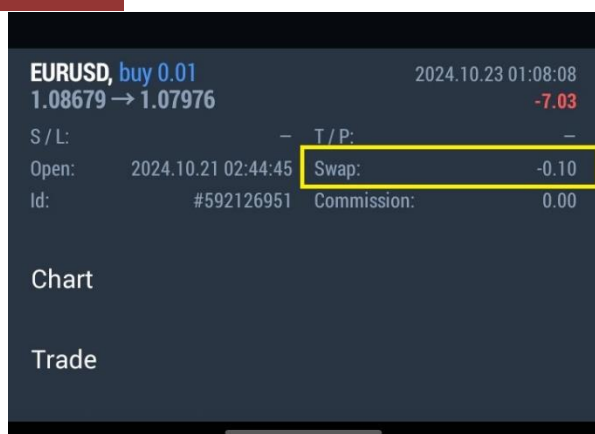 EURUSD, buy 0.01 2024.10.23 01:08:08
1.08679 → 1.07976 -7.03
S / L: – T / P: –
Open: 2024.10.21 02:44:45 Swap: -0.10
Id: #592126951 Commission: 0.00
Chart
Trade